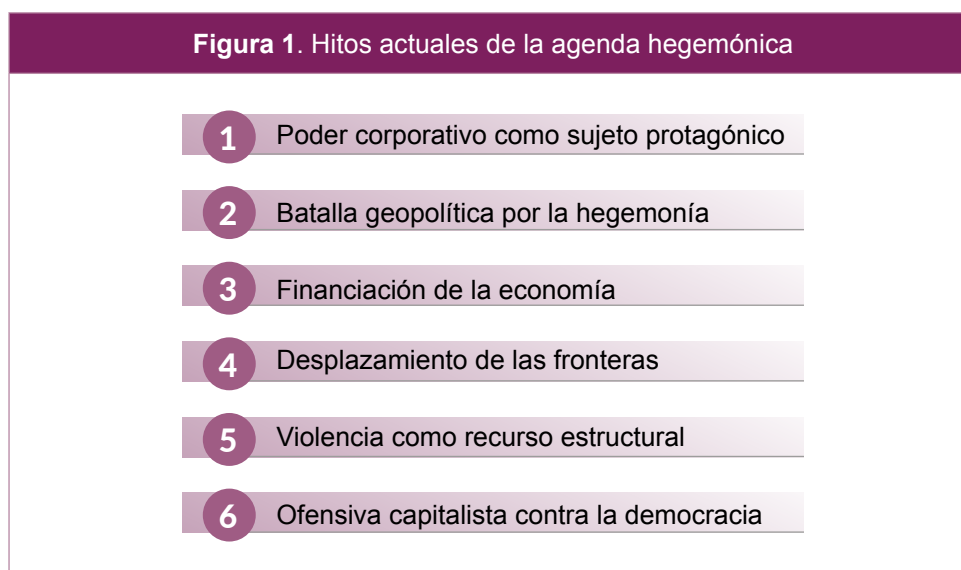 Figura 1. Hitos actuales de la agenda hegemónica
1 Poder corporativo como sujeto protagónico
2 Batalla geopolítica por la hegemonía
3 Financiación de la economía
4 Desplazamiento de las fronteras
5 Violencia como recurso estructural
6 Ofensiva capitalista contra la democracia